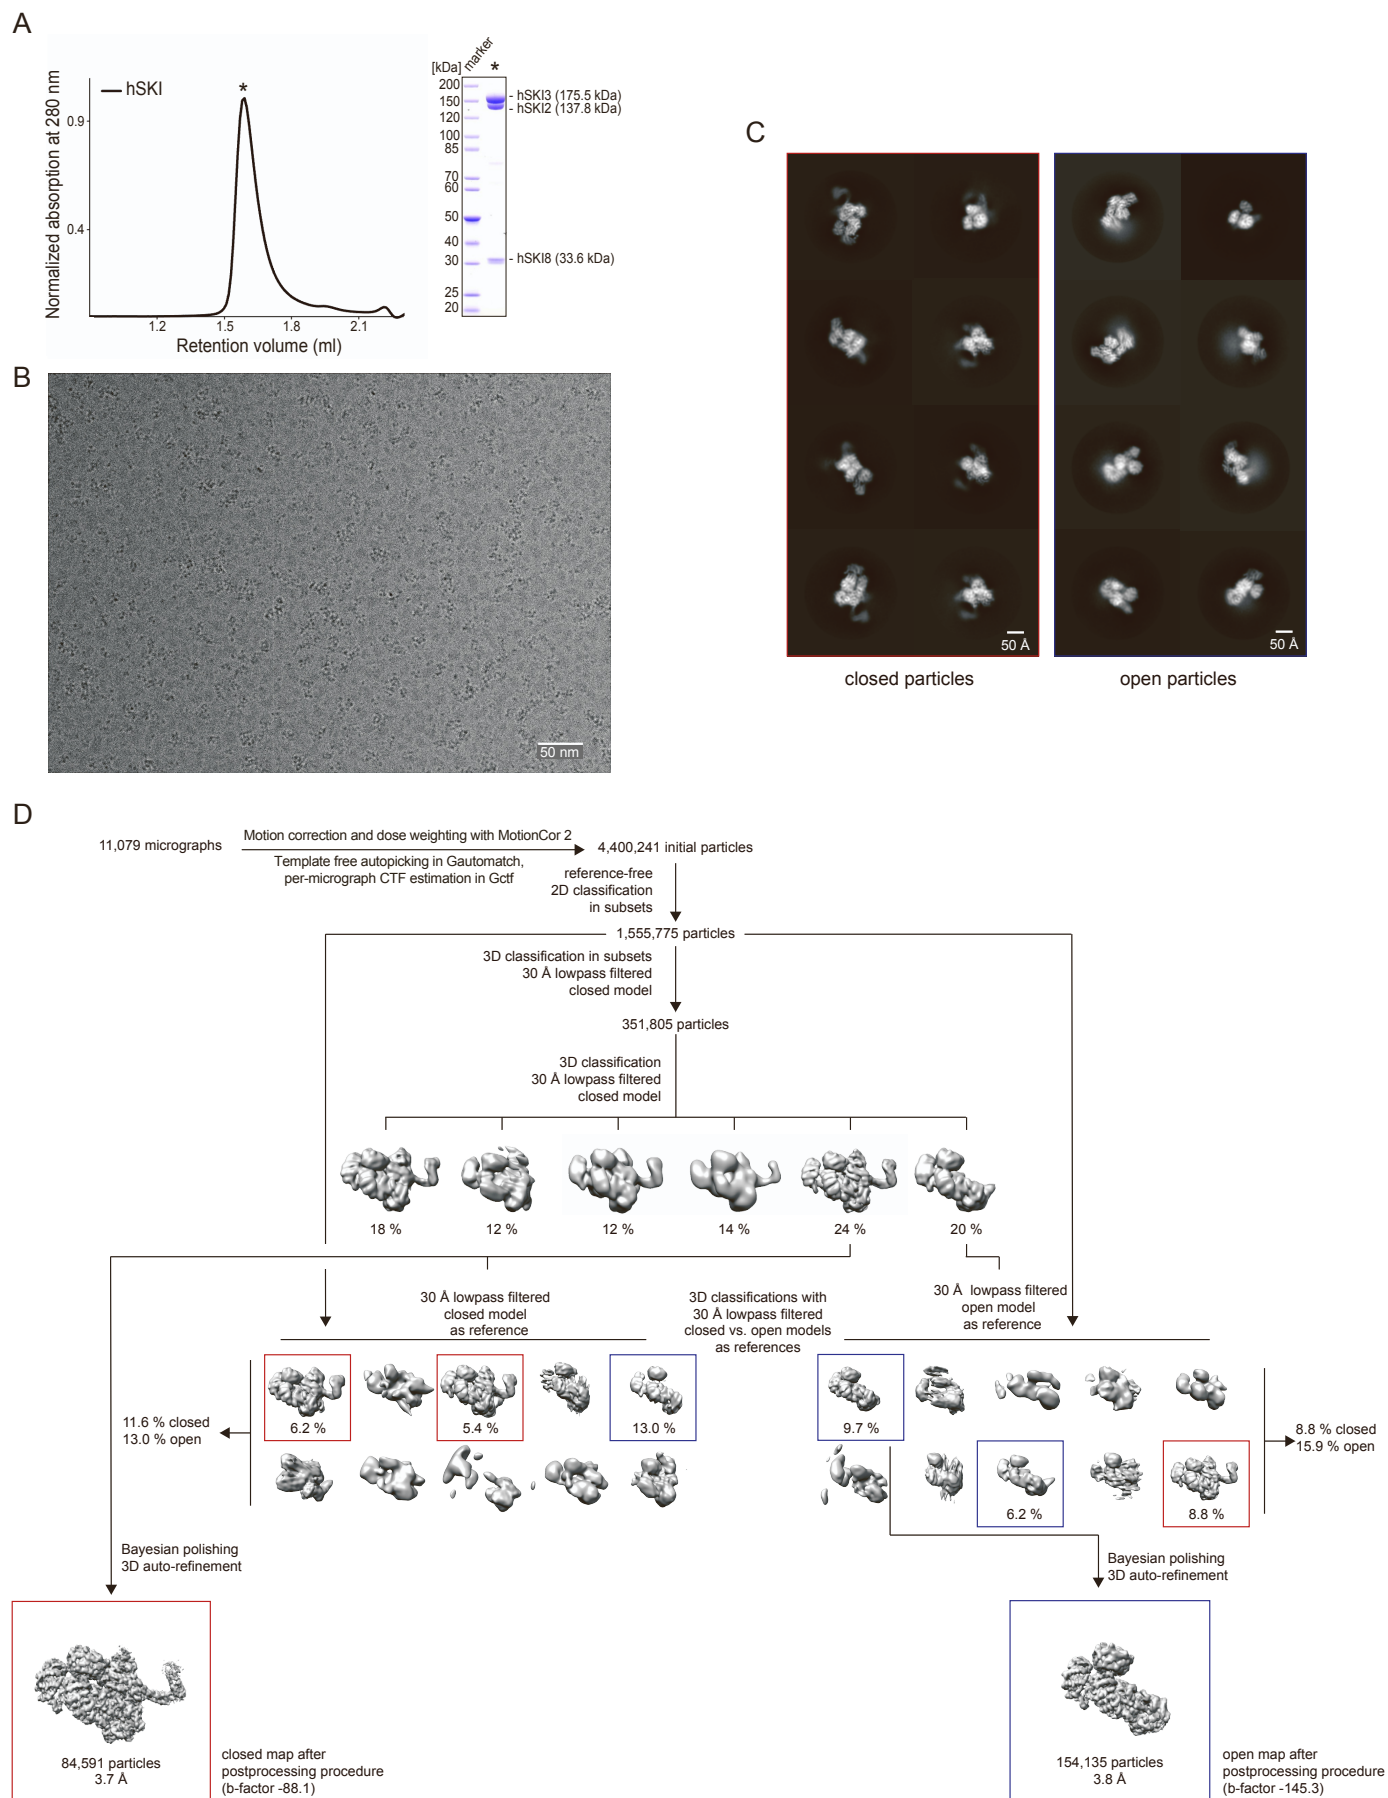 A
Normalized absorption at 280 nm
hSKI
*
0.9
0.4
1.2
1.5
1.8
2.1
Retention volume (ml)
[kDa]
marker
*
200
150
120
100
85
70
60
50
40
30
25
20
- hSKI3 (175.5 kDa)
- hSKI2 (137.8 kDa)
- hSKI8 (33.6 kDa)
B
50 nm
C
50 Å
50 Å
closed particles
open particles
D
11,079 micrographs
Motion correction and dose weighting with MotionCor 2
Template free autopicking in Gautomatch,
per-micrograph CTF estimation in Gctf
4,400,241 initial particles
reference-free
2D classification
in subsets
1,555,775 particles
3D classification in subsets
30 Å lowpass filtered
closed model
351,805 particles
3D classification
30 Å lowpass filtered
closed model
18 %
12 %
12 %
14 %
24 %
20 %
30 Å lowpass filtered
closed model
as reference
3D classifications with
30 Å lowpass filtered
closed vs. open models
as references
30 Å lowpass filtered
open model
as reference
6.2 %
5.4 %
13.0 %
11.6 % closed
13.0 % open
9.7 %
6.2 %
8.8 %
8.8 % closed
15.9 % open
Bayesian polishing
3D auto-refinement
Bayesian polishing
3D auto-refinement
84,591 particles
3.7 Å
closed map after
postprocessing procedure
(b-factor -88.1)
154,135 particles
3.8 Å
open map after
postprocessing procedure
(b-factor -145.3)